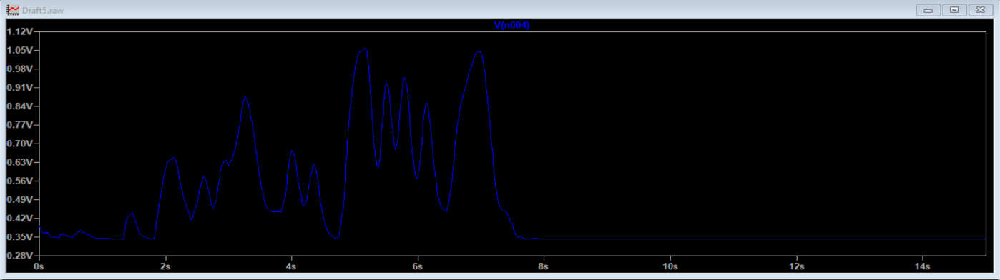 Draft5.raw
V(n004)
1.12V
1.05V
0.98V
0.91V
0.84V
0.77V
0.70V
0.63V
0.56V
0.49V
0.42V
0.35V
0.28V
0s 2s 4s 6s 8s 10s 12s 14s